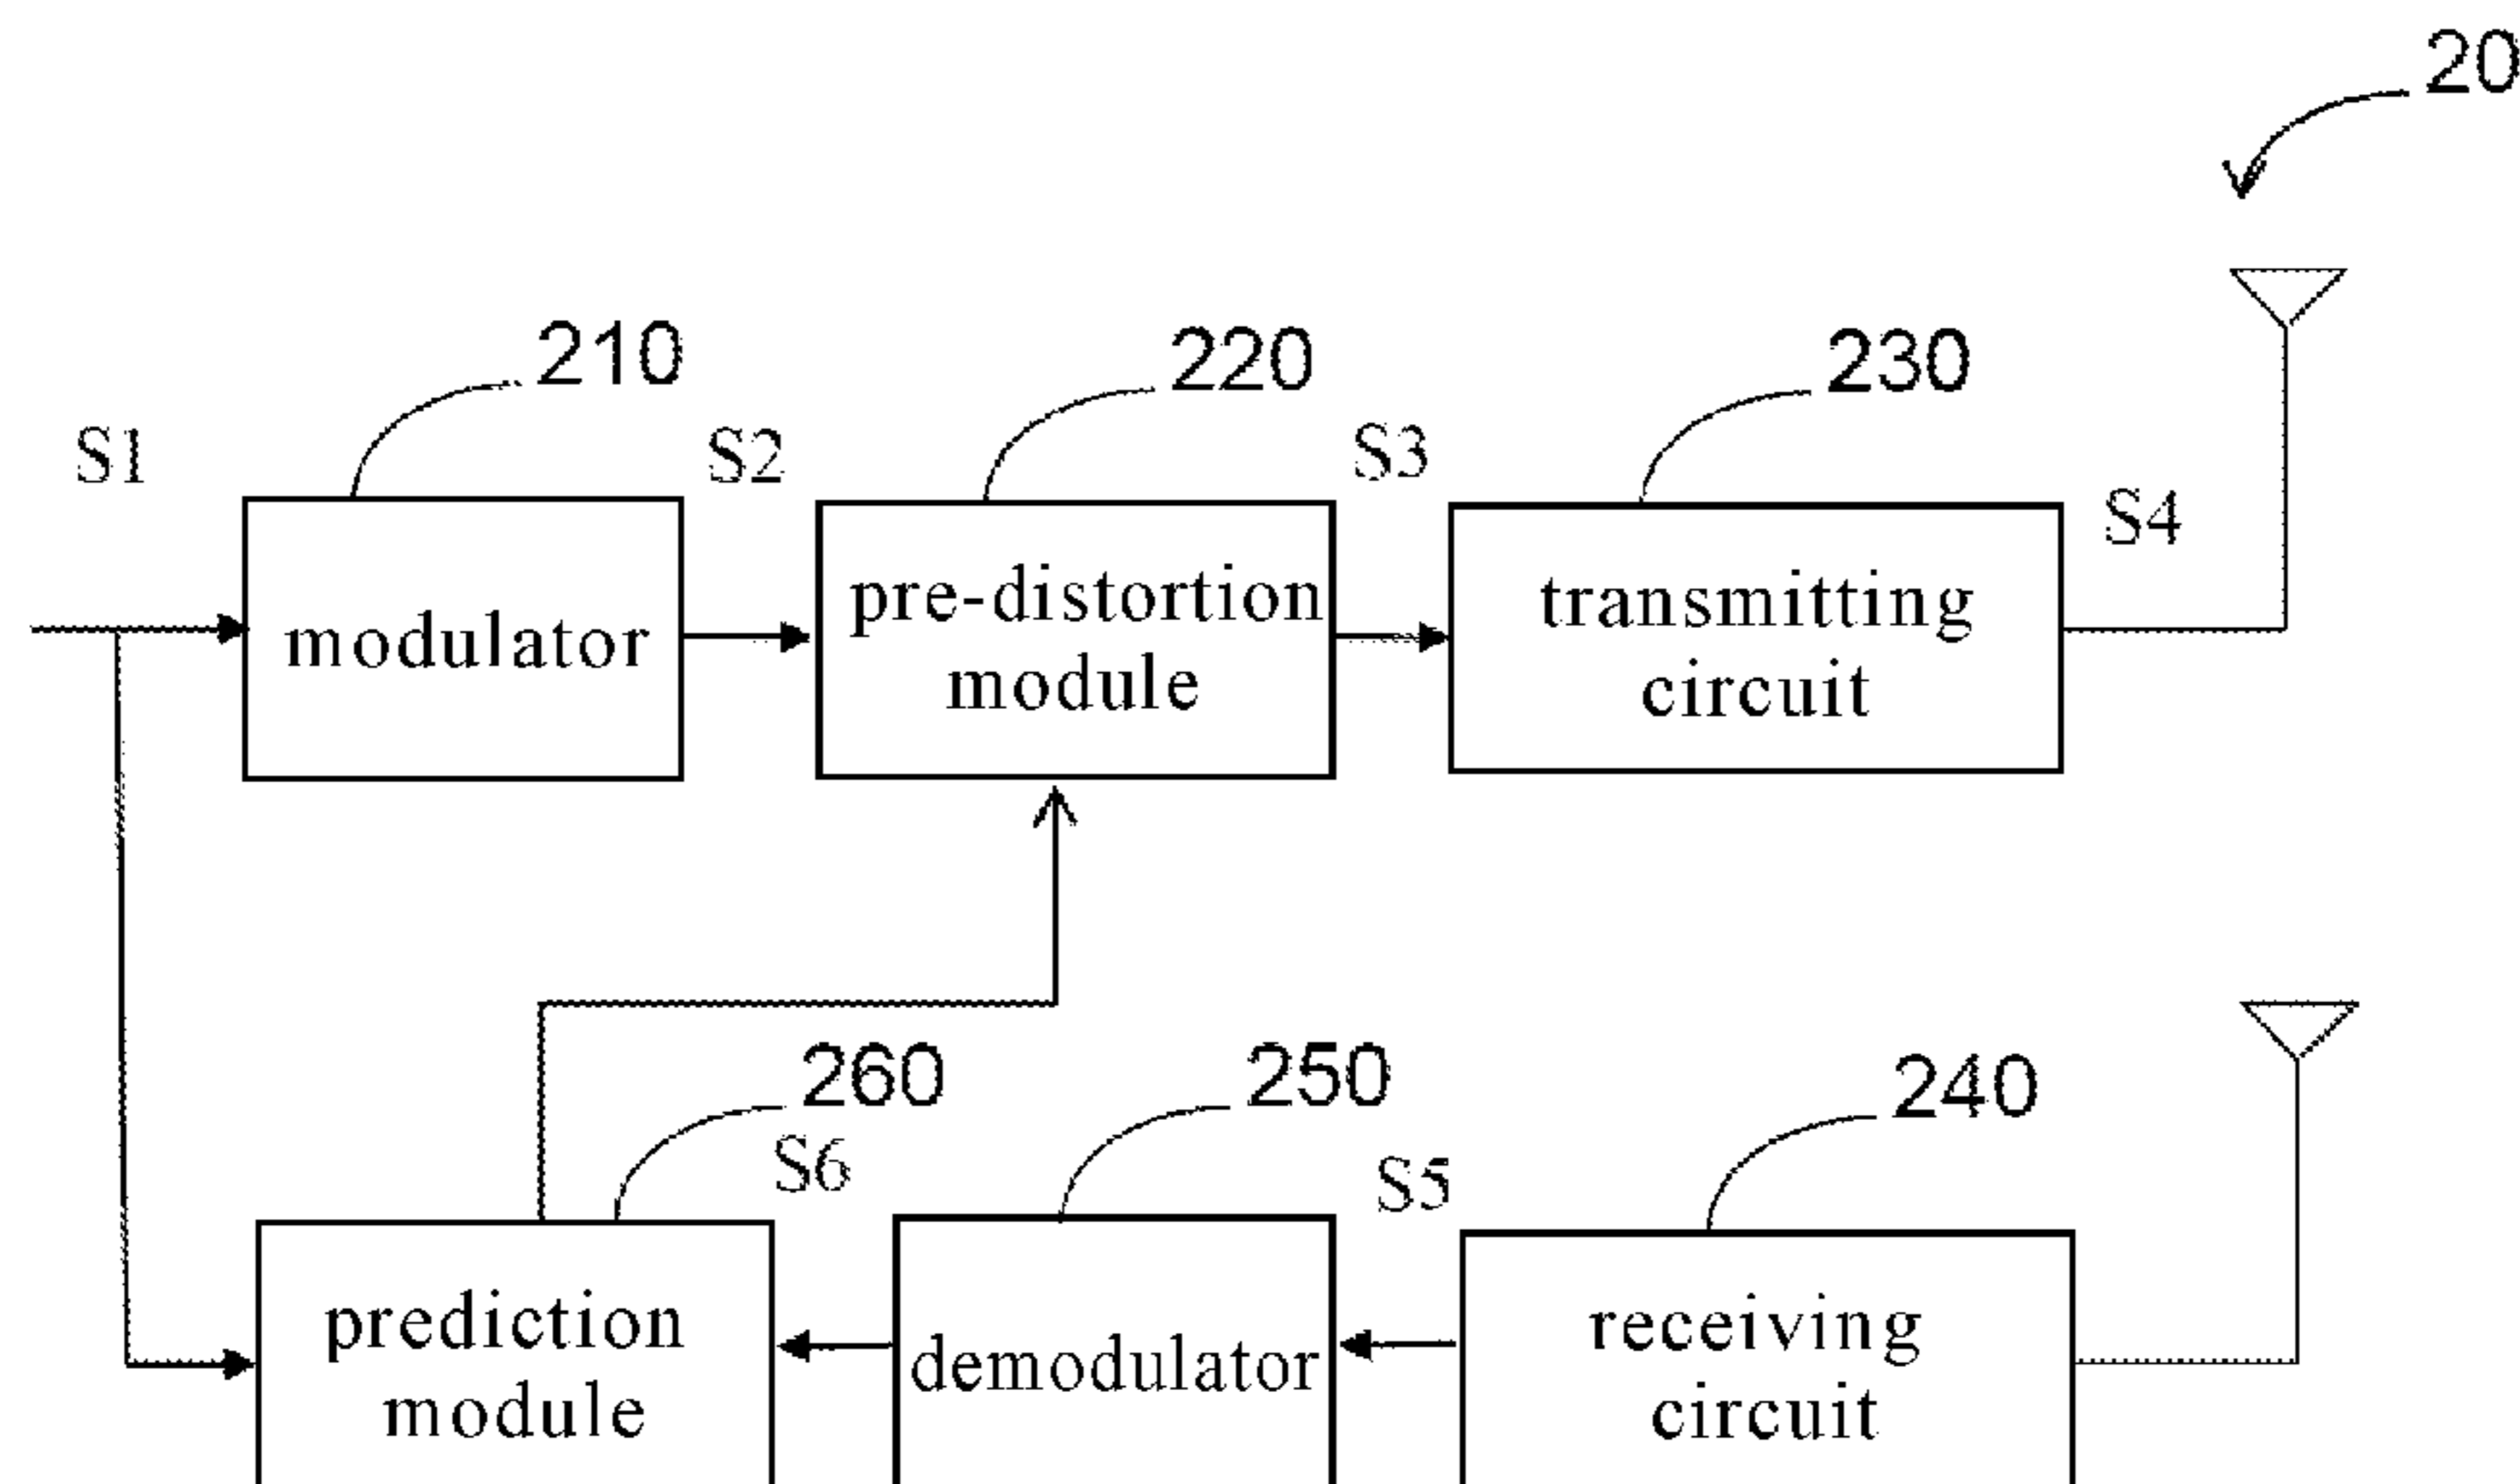 20
210
220
230
S1
S2
S3
S4
modulator
pre-distortion
module
transmitting
circuit
260
250
240
S6
S5
prediction
module
demodulator
receiving
circuit